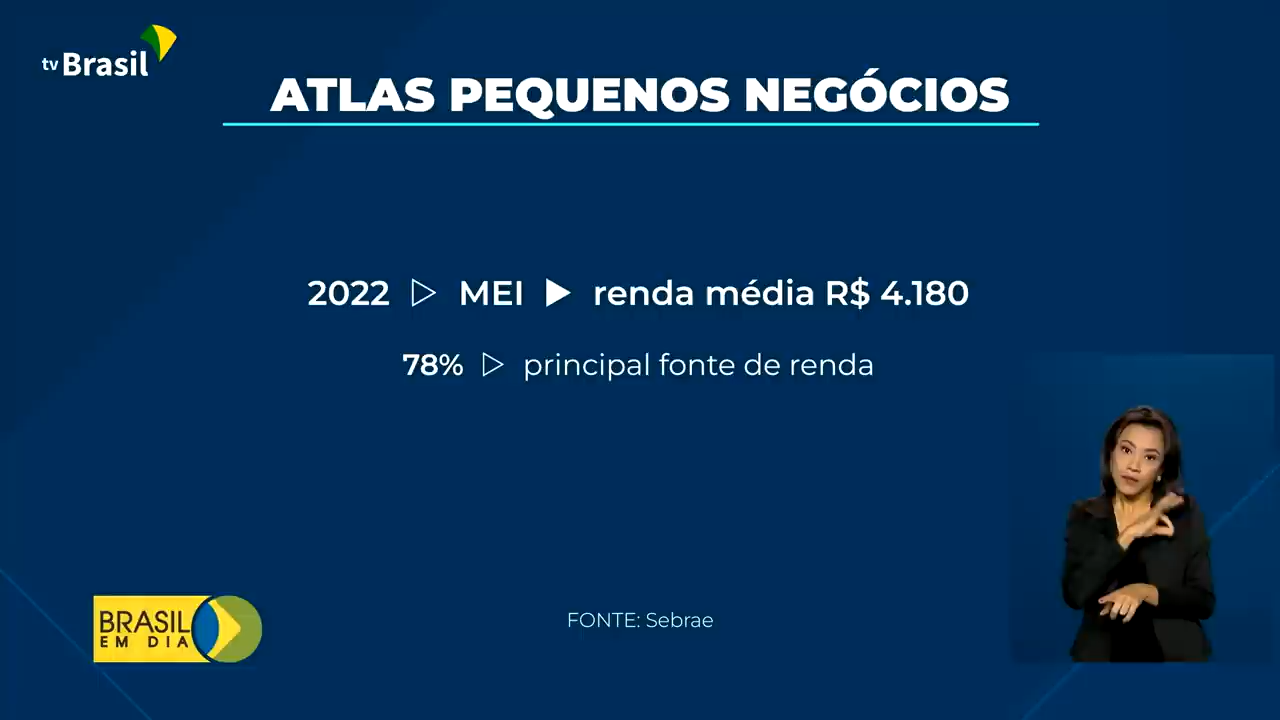 tv Brasil
ATLAS PEQUENOS NEGÓCIOS
2022 ▷ MEI ▶ renda média R$ 4.180
78% ▷ principal fonte de renda
BRASIL
EM DIA
FONTE: Sebrae